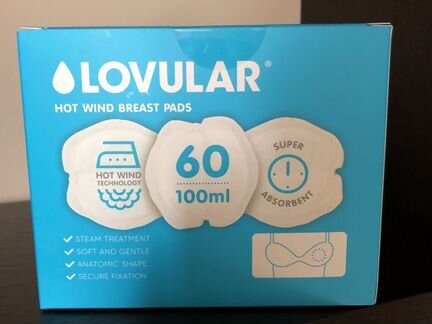 LOVULAR®
HOT WIND BREAST PADS
HOT WIND
TECHNOLOGY
60
100ml
SUPER
ABSORBENT
STEAM TREATMENT
SOFT AND GENTLE
ANATOMIC SHAPE
SECURE FIXATION